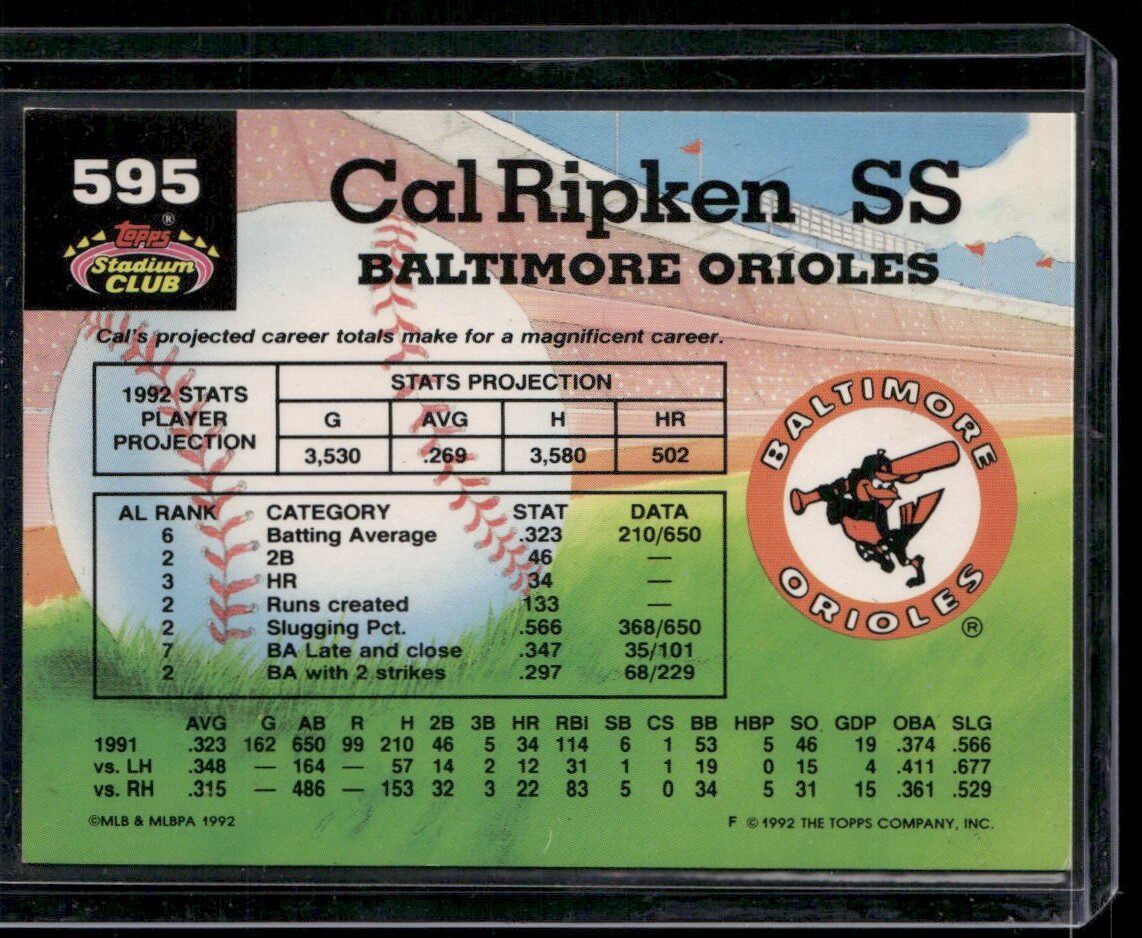 595
Topps®
Stadium
CLUB
Cal Ripken SS
BALTIMORE ORIOLES
Cal's projected career totals make for a magnificent career.
1992 STATS PLAYER PROJECTION
STATS PROJECTION
G AVG H HR
3,530 .269 3,580 502
AL RANK CATEGORY STAT DATA
6 Batting Average .323 210/650
2 2B 46 —
3 HR 34 —
2 Runs created 133 —
2 Slugging Pct. .566 368/650
7 BA Late and close .347 35/101
2 BA with 2 strikes .297 68/229
BALTIMORE
ORIOLES
®
AVG G AB R H 2B 3B HR RBI SB CS BB HBP SO GDP OBA SLG
1991 .323 162 650 99 210 46 5 34 114 6 1 53 5 46 19 .374 .566
vs. LH .348 — 164 — 57 14 2 12 31 1 1 19 0 15 4 .411 .677
vs. RH .315 — 486 — 153 32 3 22 83 5 0 34 5 31 15 .361 .529
©MLB & MLBPA 1992
F © 1992 THE TOPPS COMPANY, INC.